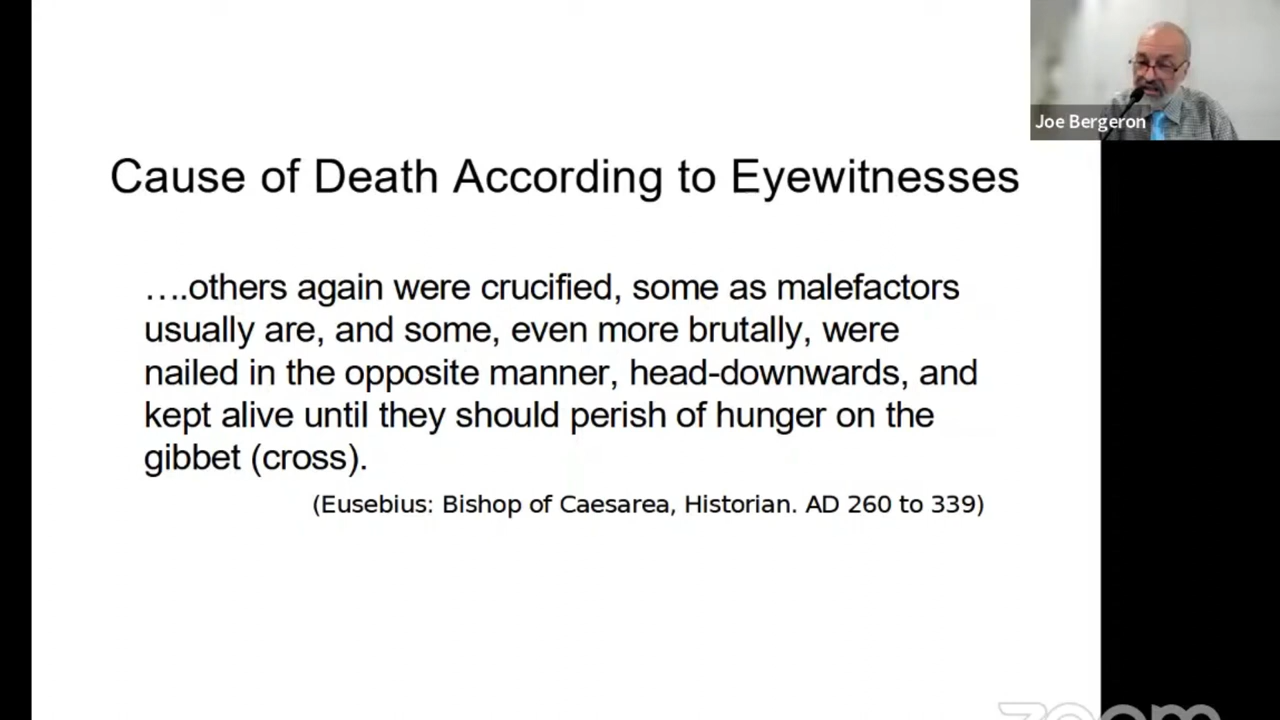 Joe Bergeron
Cause of Death According to Eyewitnesses
….others again were crucified, some as malefactors
usually are, and some, even more brutally, were
nailed in the opposite manner, head-downwards, and
kept alive until they should perish of hunger on the
gibbet (cross).
(Eusebius: Bishop of Caesarea, Historian. AD 260 to 339)
zoom